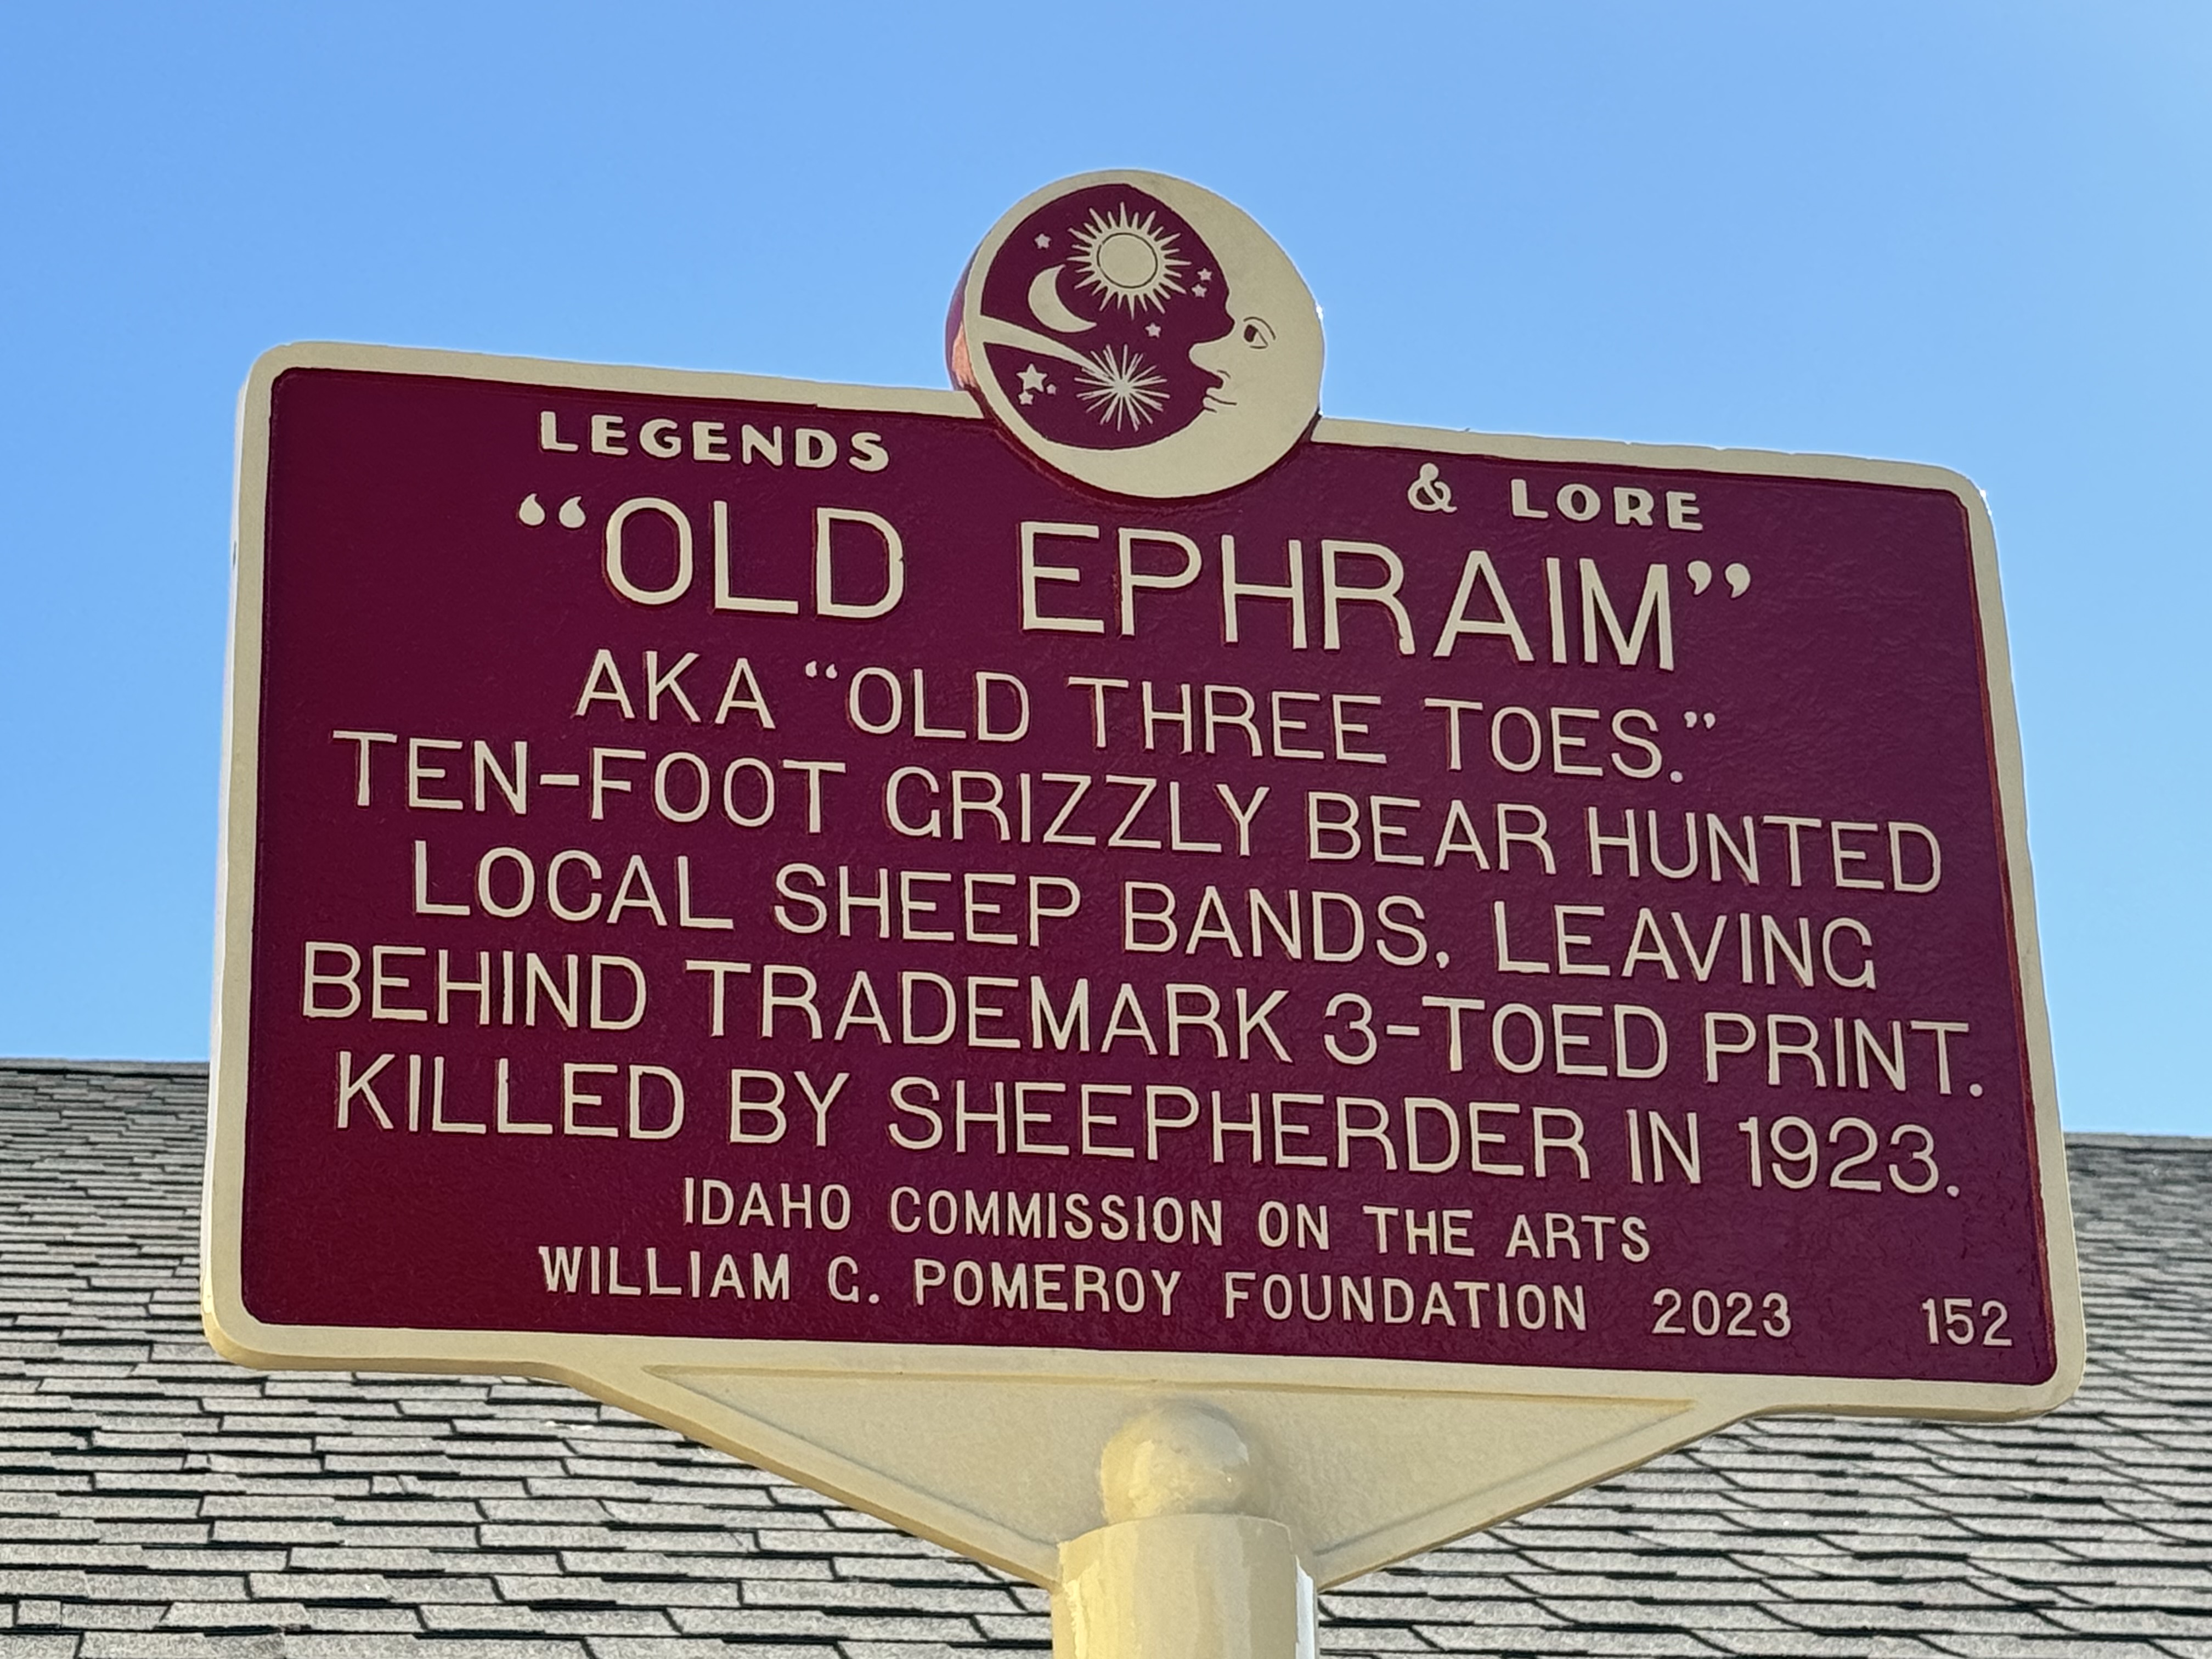 LEGENDS & LORE
“OLD EPHRAIM”
AKA “OLD THREE TOES.”
TEN-FOOT GRIZZLY BEAR HUNTED
LOCAL SHEEP BANDS, LEAVING
BEHIND TRADEMARK 3-TOED PRINT.
KILLED BY SHEEPHERDER IN 1923.
IDAHO COMMISSION ON THE ARTS
WILLIAM G. POMEROY FOUNDATION 2023 152